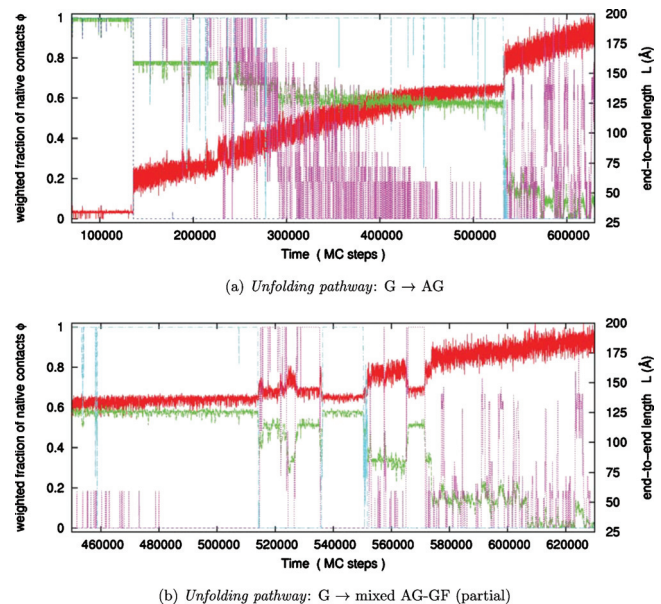 weighted fraction of native contacts ϕ
1
0.8
0.6
0.4
0.2
0
200
175
150
125
100
75
50
25
end-to-end length L (Å)
100000 200000 300000 400000 500000 600000
Time ( MC steps )
(a) Unfolding pathway: G → AG
weighted fraction of native contacts ϕ
1
0.8
0.6
0.4
0.2
0
200
175
150
125
100
75
50
25
end-to-end length L (Å)
460000 480000 500000 520000 540000 560000 580000 600000 620000
Time ( MC steps )
(b) Unfolding pathway: G → mixed AG-GF (partial)